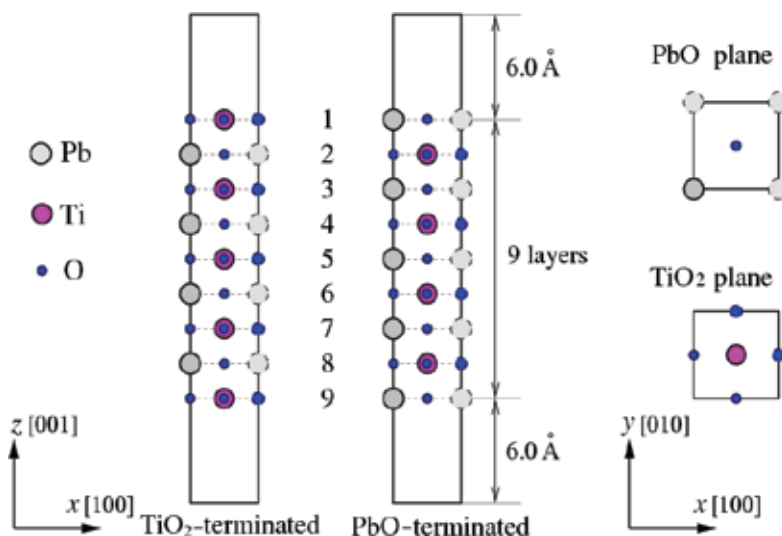 Pb
Ti
O
z [001]
x [100]
TiO₂-terminated
1
2
3
4
5
6
7
8
9
PbO-terminated
6.0 Å
9 layers
6.0 Å
PbO plane
TiO₂ plane
y [010]
x [100]